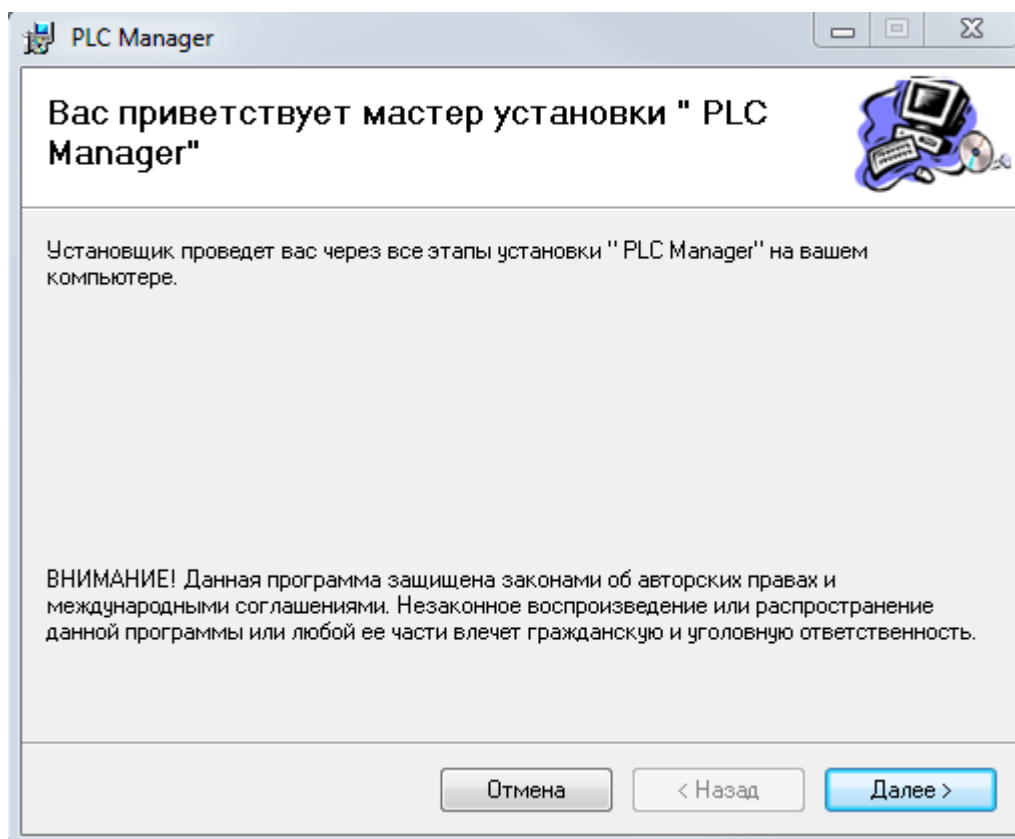 PLC Manager
Вас приветствует мастер установки " PLC
Manager"
Установщик проведет вас через все этапы установки " PLC Manager" на вашем
компьютере.
ВНИМАНИЕ! Данная программа защищена законами об авторских правах и
международными соглашениями. Незаконное воспроизведение или распространение
данной программы или любой ее части влечет гражданскую и уголовную ответственность.
Отмена < Назад Далее >